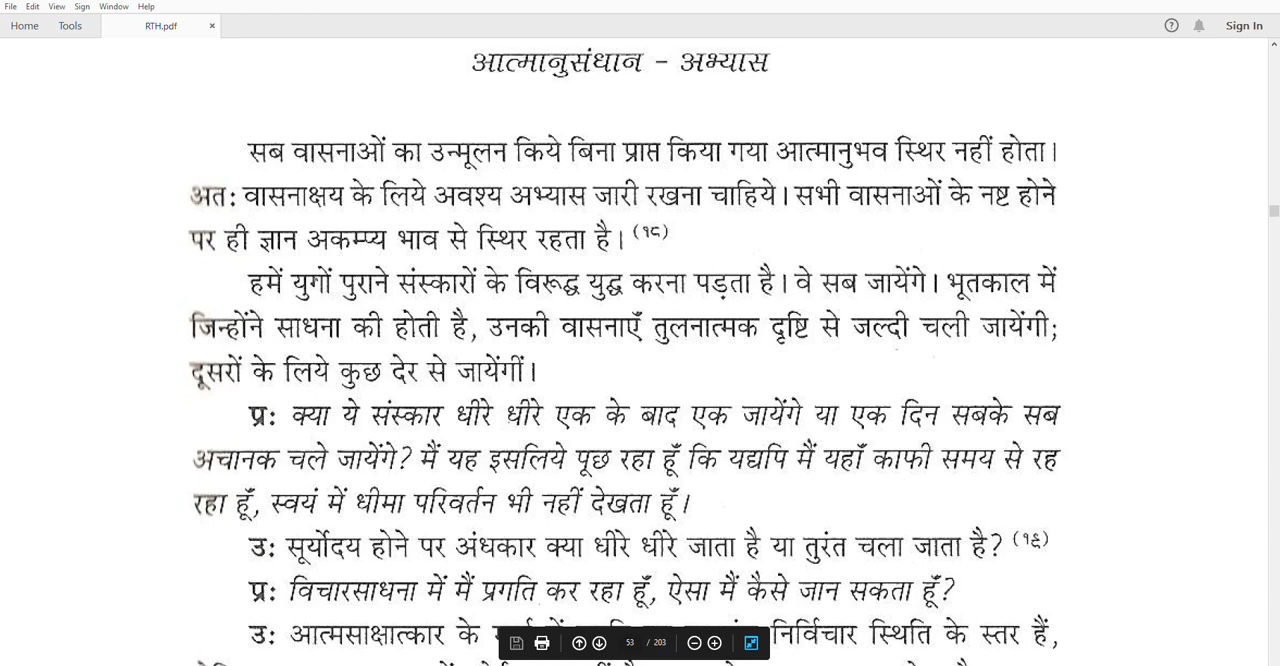 File Edit View Sign Window Help
Home Tools RTH.pdf × ? Sign In
आत्मानुसंधान - अभ्यास
सब वासनाओं का उन्मूलन किये बिना प्राप्त किया गया आत्मानुभव स्थिर नहीं होता।
अतः वासनाक्षय के लिये अवश्य अभ्यास जारी रखना चाहिये। सभी वासनाओं के नष्ट होने
पर ही ज्ञान अकम्प्य भाव से स्थिर रहता है। (१८)
हमें युगों पुराने संस्कारों के विरूद्ध युद्ध करना पड़ता है। वे सब जायेंगे। भूतकाल में
जिन्होंने साधना की होती है, उनकी वासनाएँ तुलनात्मक दृष्टि से जल्दी चली जायेंगी;
दूसरों के लिये कुछ देर से जायेंगीं।
प्र: क्या ये संस्कार धीरे धीरे एक के बाद एक जायेंगे या एक दिन सबके सब
अचानक चले जायेंगे? मैं यह इसलिये पूछ रहा हूँ कि यद्यपि मैं यहाँ काफी समय से रह
रहा हूँ, स्वयं में धीमा परिवर्तन भी नहीं देखता हूँ।
उ: सूर्योदय होने पर अंधकार क्या धीरे धीरे जाता है या तुरंत चला जाता है? (१९)
प्र: विचारसाधना में मैं प्रगति कर रहा हूँ, ऐसा मैं कैसे जान सकता हूँ?
उ: आत्मसाक्षात्कार के निर्विचार स्थिति के स्तर हैं,
53 / 203